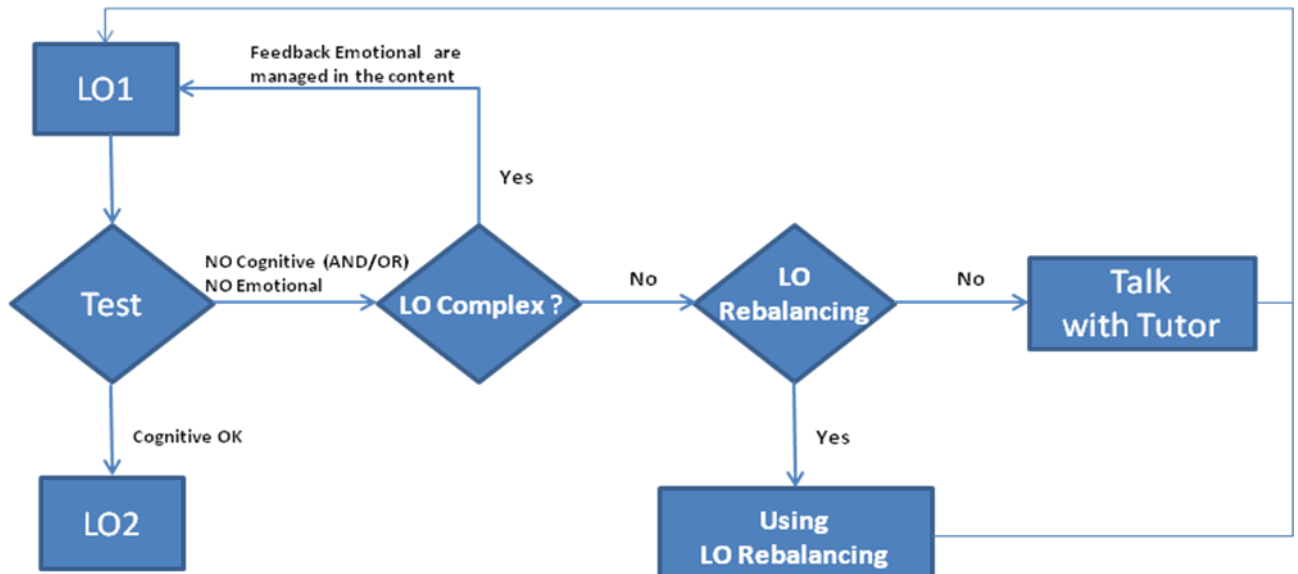 Feedback Emotional are
managed in the content
LO1
Yes
NO Cognitive (AND/OR)
NO Emotional
Test
LO Complex ?
No
LO
Rebalancing
No
Talk
with Tutor
Cognitive OK
Yes
LO2
Using
LO Rebalancing